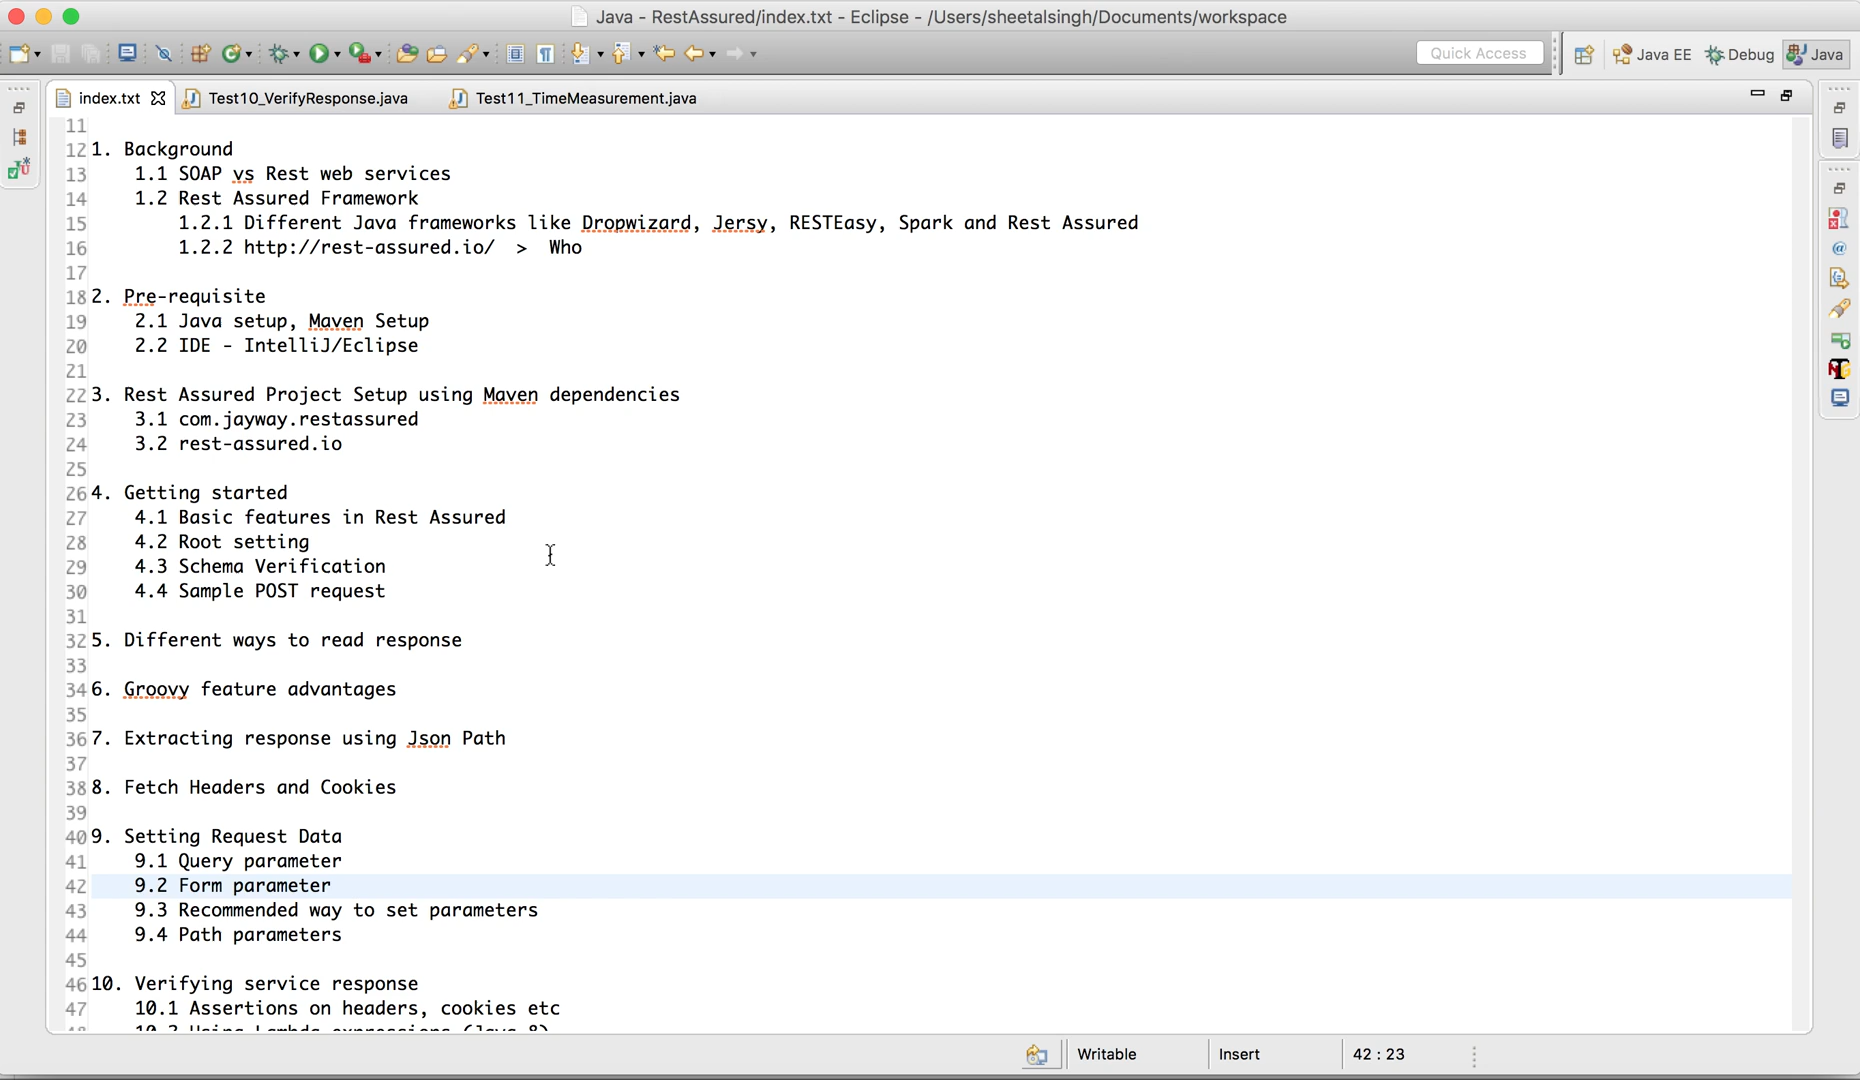 Java - RestAssured/index.txt - Eclipse - /Users/sheetalsingh/Documents/workspace
Quick Access
Java EE
Debug
Java
index.txt
Test10_VerifyResponse.java
Test11_TimeMeasurement.java
11
12 1. Background
13 1.1 SOAP vs Rest web services
14 1.2 Rest Assured Framework
15 1.2.1 Different Java frameworks like Dropwizard, Jersy, RESTEasy, Spark and Rest Assured
16 1.2.2 http://rest-assured.io/ > Who
17
18 2. Pre-requisite
19 2.1 Java setup, Maven Setup
20 2.2 IDE - IntelliJ/Eclipse
21
22 3. Rest Assured Project Setup using Maven dependencies
23 3.1 com.jayway.restassured
24 3.2 rest-assured.io
25
26 4. Getting started
27 4.1 Basic features in Rest Assured
28 4.2 Root setting
29 4.3 Schema Verification
30 4.4 Sample POST request
31
32 5. Different ways to read response
33
34 6. Groovy feature advantages
35
36 7. Extracting response using Json Path
37
38 8. Fetch Headers and Cookies
39
40 9. Setting Request Data
41 9.1 Query parameter
42 9.2 Form parameter
43 9.3 Recommended way to set parameters
44 9.4 Path parameters
45
46 10. Verifying service response
47 10.1 Assertions on headers, cookies etc
Writable
Insert
42 : 23